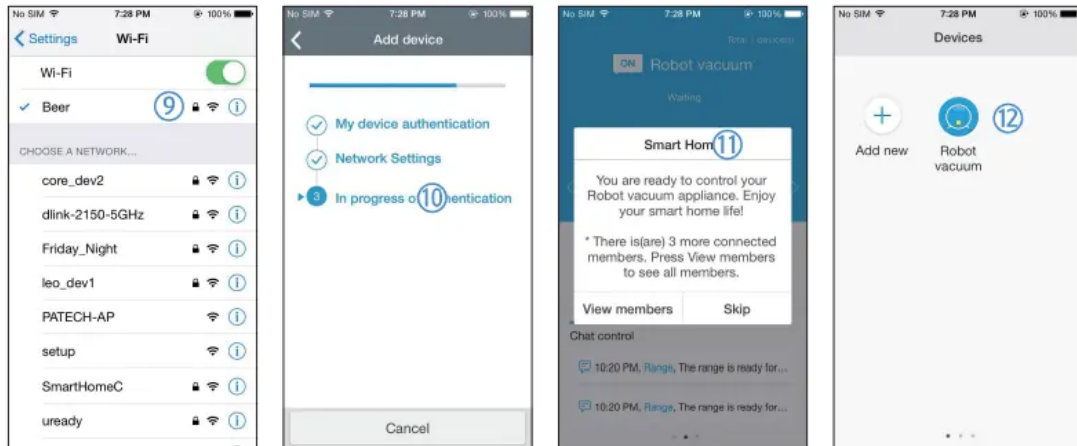 No SIM 7:28 PM 100%
Settings Wi-Fi
Wi-Fi
Beer ⑨
CHOOSE A NETWORK...
core_dev2
dlink-2150-5GHz
Friday_Night
leo_dev1
PATECH-AP
setup
SmartHomeC
uready
No SIM 7:28 PM 100%
Add device
My device authentication
Network Settings
3 In progress of ⑩ entication
Cancel
No SIM 7:28 PM 100%
Total
ON Robot vacuum
Waiting
Smart Hom ⑪
You are ready to control your
Robot vacuum appliance. Enjoy
your smart home life!
* There is(are) 3 more connected
members. Press View members
to see all members.
View members Skip
Chat control
10:20 PM, Range, The range is ready for...
10:20 PM, Range, The range is ready for...
No SIM 7:28 PM 100%
Devices
Add new
Robot
vacuum
⑫